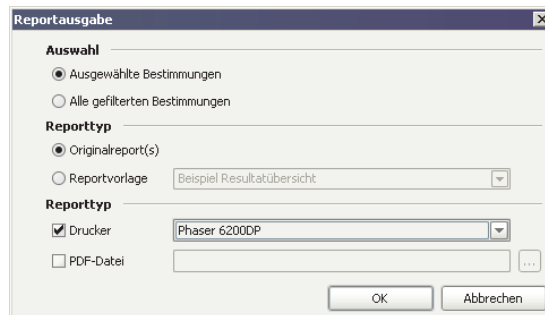 Reportausgabe
Auswahl
Ausgewählte Bestimmungen
Alle gefilterten Bestimmungen
Reporttyp
Originalreport(s)
Reportvorlage Beispiel Resultatübersicht
Reporttyp
Drucker Phaser 6200DP
PDF-Datei ...
OK Abbrechen